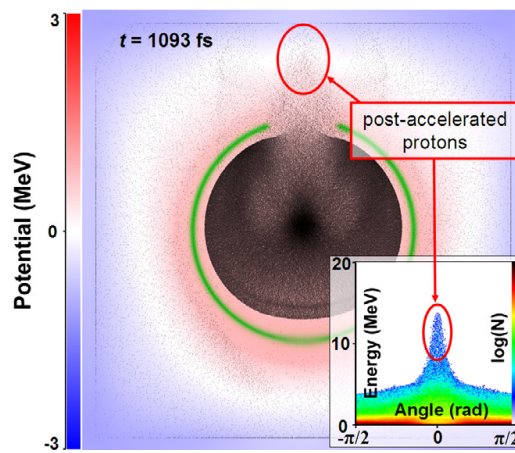 3
t = 1093 fs
post-accelerated
protons
Potential (MeV)
0
-3
20
10
0
Energy (MeV)
log(N)
Angle (rad)
-π/2
0
π/2